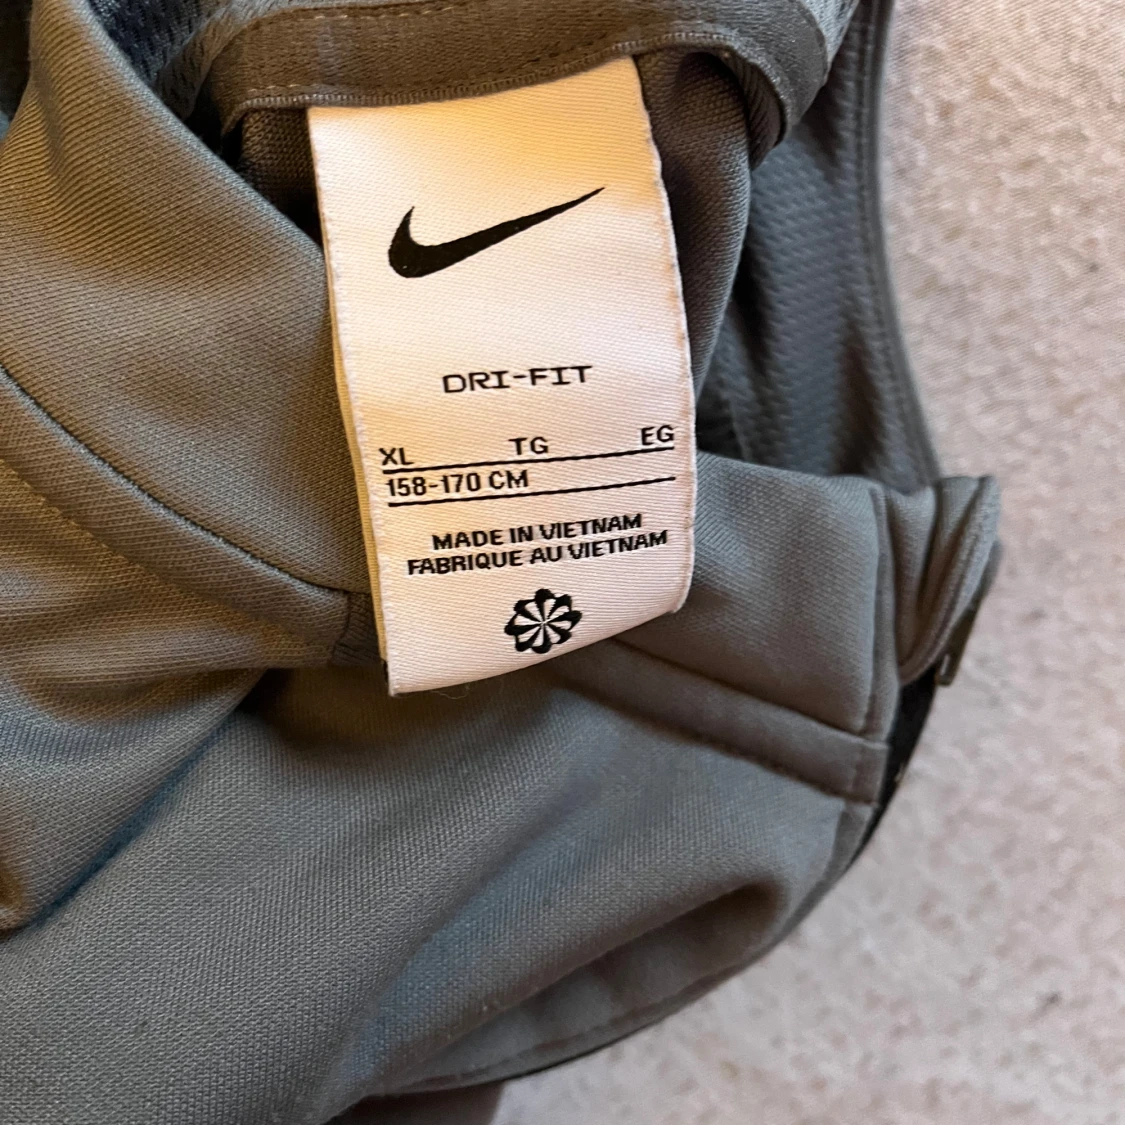 DRI-FIT
XL TG EG
158-170 CM
MADE IN VIETNAM
FABRIQUE AU VIETNAM